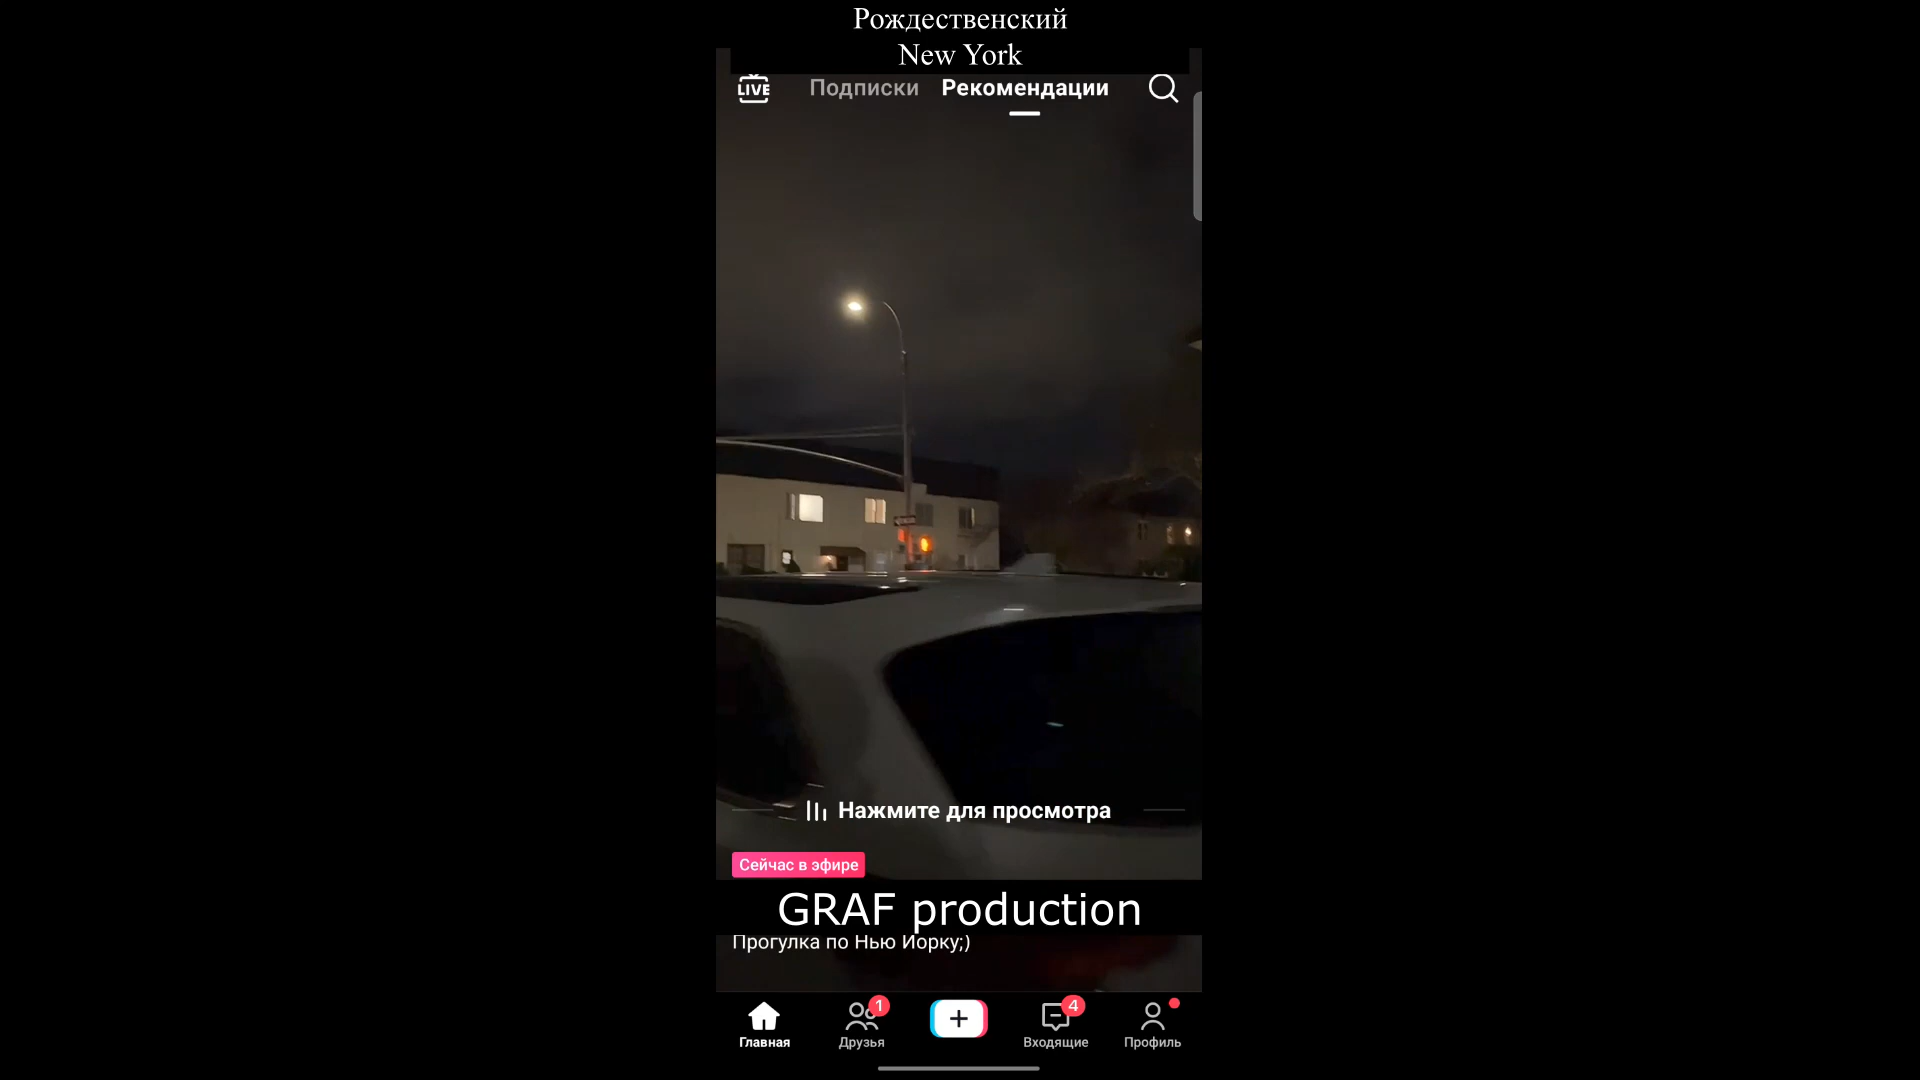 Рождественский
New York
LIVE
Подписки Рекомендации
Нажмите для просмотра
Сейчас в эфире
GRAF production
Прогулка по Нью Йорку;)
1
4
Главная Друзья Входящие Профиль